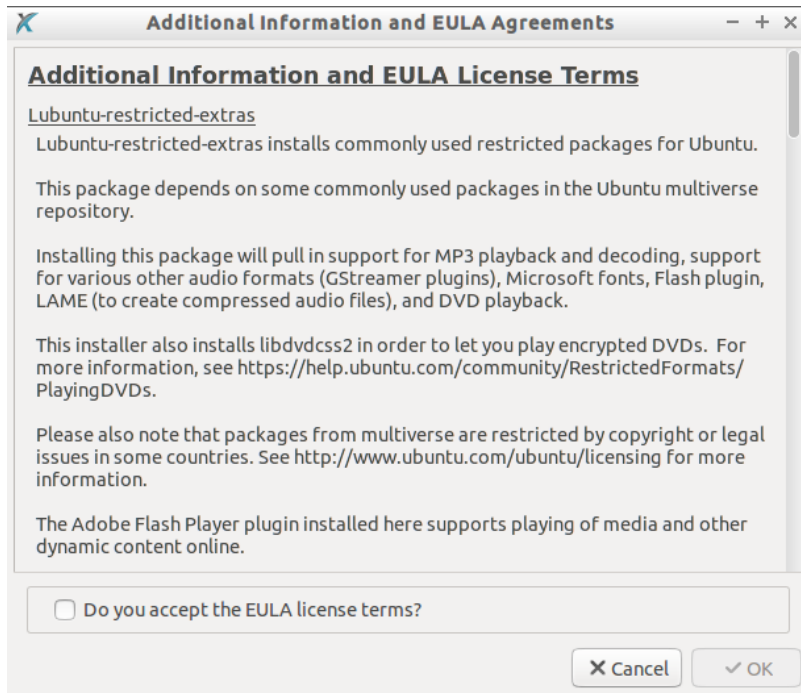 Additional Information and EULA Agreements
Additional Information and EULA License Terms
Lubuntu-restricted-extras
Lubuntu-restricted-extras installs commonly used restricted packages for Ubuntu.
This package depends on some commonly used packages in the Ubuntu multiverse
repository.
Installing this package will pull in support for MP3 playback and decoding, support
for various other audio formats (GStreamer plugins), Microsoft fonts, Flash plugin,
LAME (to create compressed audio files), and DVD playback.
This installer also installs libdvdcss2 in order to let you play encrypted DVDs.  For
more information, see https://help.ubuntu.com/community/RestrictedFormats/
PlayingDVDs.
Please also note that packages from multiverse are restricted by copyright or legal
issues in some countries. See http://www.ubuntu.com/ubuntu/licensing for more
information.
The Adobe Flash Player plugin installed here supports playing of media and other
dynamic content online.
Do you accept the EULA license terms?
Cancel OK